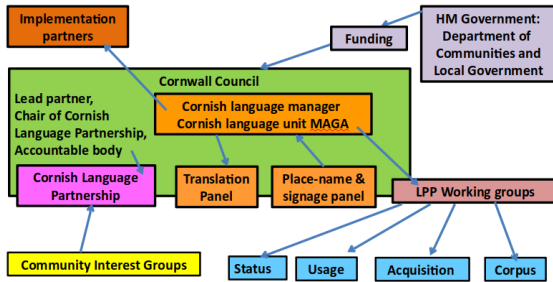 Implementation
partners
Funding
HM Government:
Department of
Communities and
Local Government
Cornwall Council
Lead partner,
Chair of Cornish
Language Partnership,
Accountable body
Cornish language manager
Cornish language unit MAGA
Cornish Language
Partnership
Translation
Panel
Place-name &
signage panel
LPP Working groups
Community Interest Groups
Status
Usage
Acquisition
Corpus